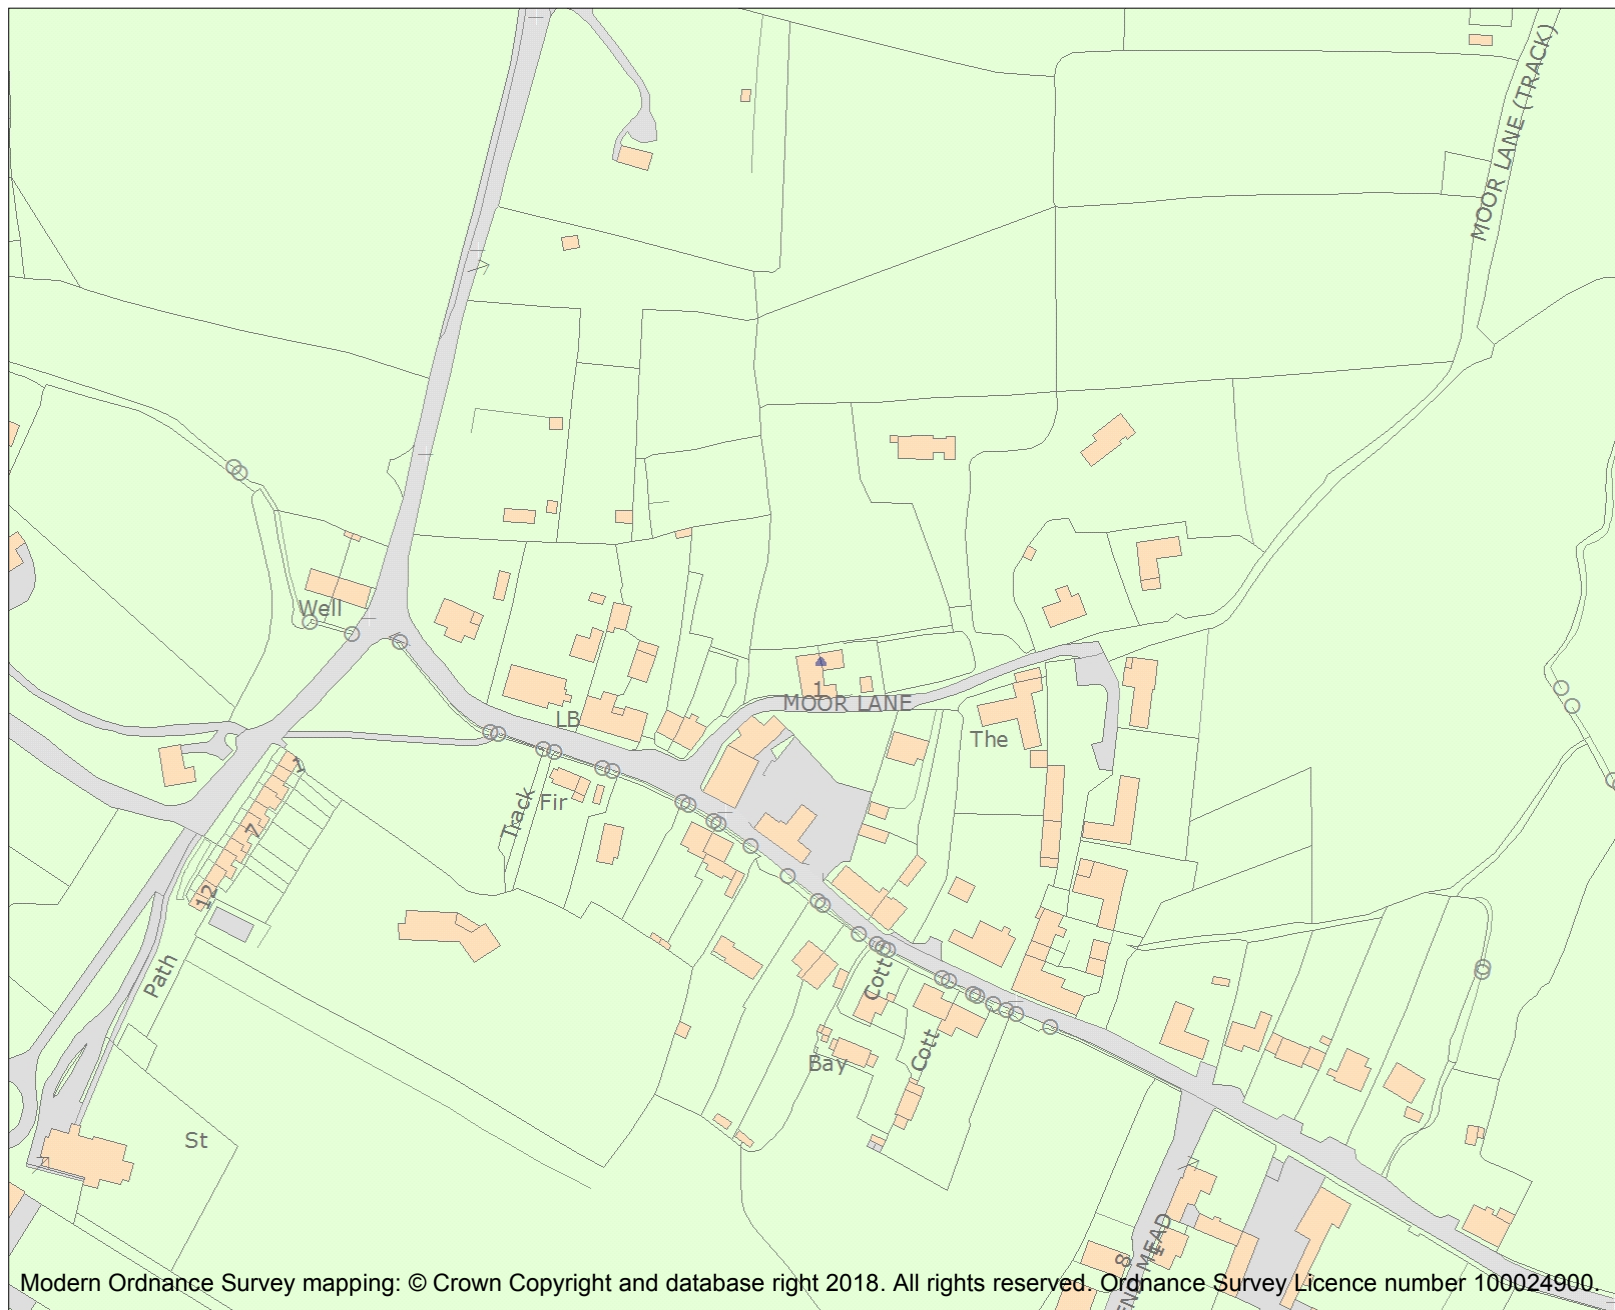 MOOR LANE (TRACK)
Well
1
MOOR LANE
LB
The
1
Fir
Track
7
12
Path
Cott
Cott
Bay
St
8
1
MEAD
Modern Ordnance Survey mapping: © Crown Copyright and database right 2018. All rights reserved. Ordnance Survey Licence number 100024900.